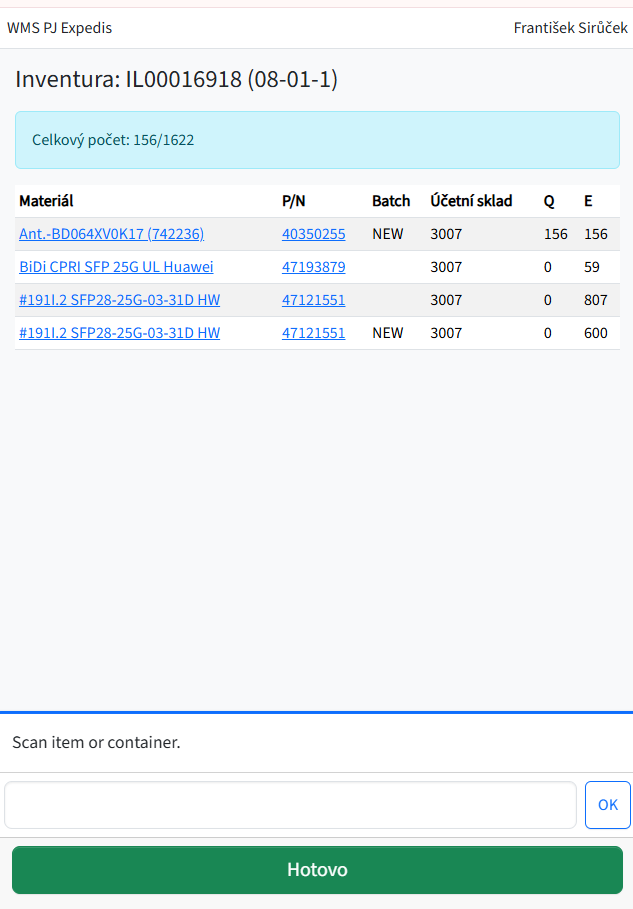 WMS PJ Expedis František Sirůček
Inventura: IL00016918 (08-01-1)
Celkový počet: 156/1622
Materiál P/N Batch Účetní sklad Q E
Ant.-BD064XV0K17 (742236) 40350255 NEW 3007 156 156
BiDi CPRI SFP 25G UL Huawei 47193879 3007 0 59
#191I.2 SFP28-25G-03-31D HW 47121551 3007 0 807
#191I.2 SFP28-25G-03-31D HW 47121551 NEW 3007 0 600
Scan item or container.
OK
Hotovo